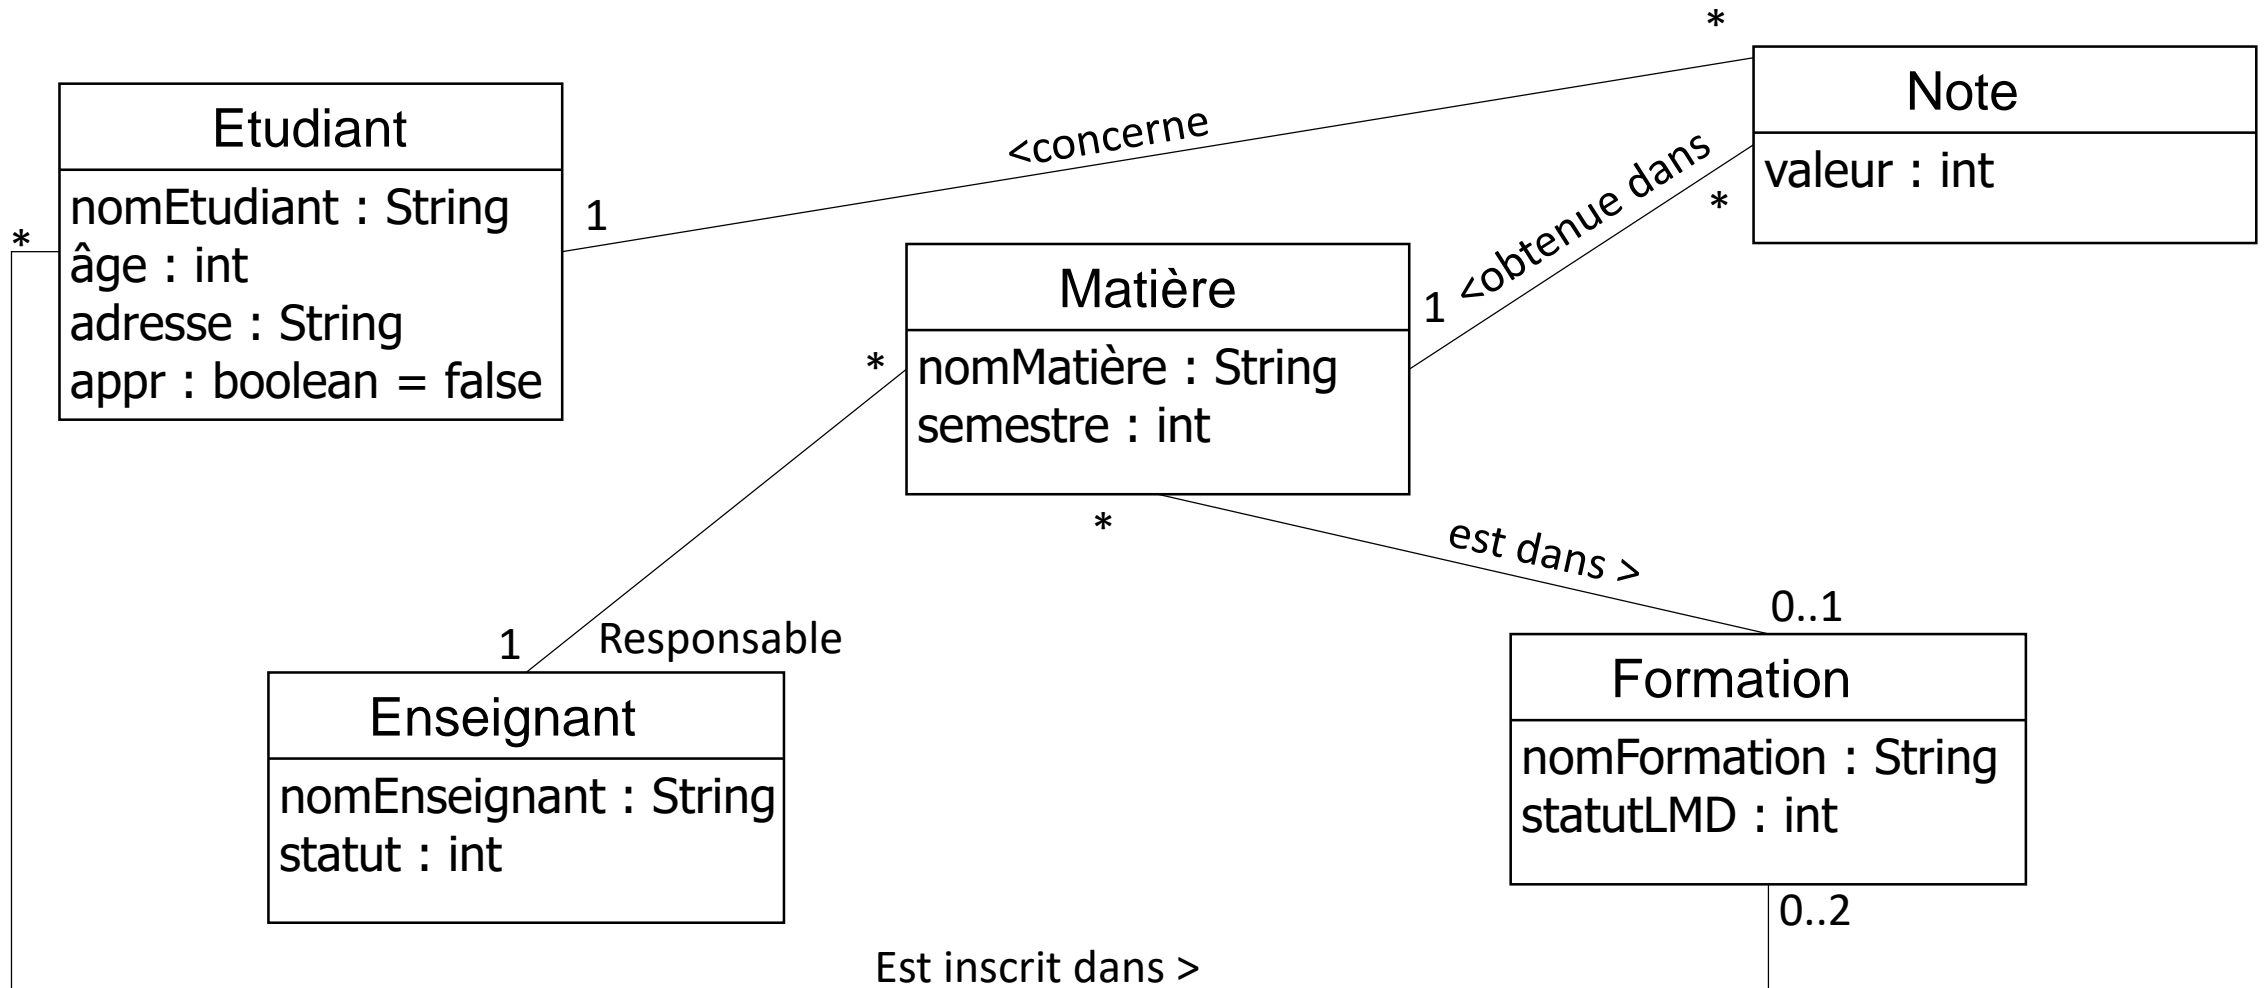 *
Note
valeur : int
Etudiant
nomEtudiant : String
âge : int
adresse : String
appr : boolean = false
*
1
<concerne
<obtenue dans
*
1
Matière
nomMatière : String
semestre : int
*
*
est dans >
0..1
1
Responsable
Enseignant
nomEnseignant : String
statut : int
Formation
nomFormation : String
statutLMD : int
0..2
Est inscrit dans >